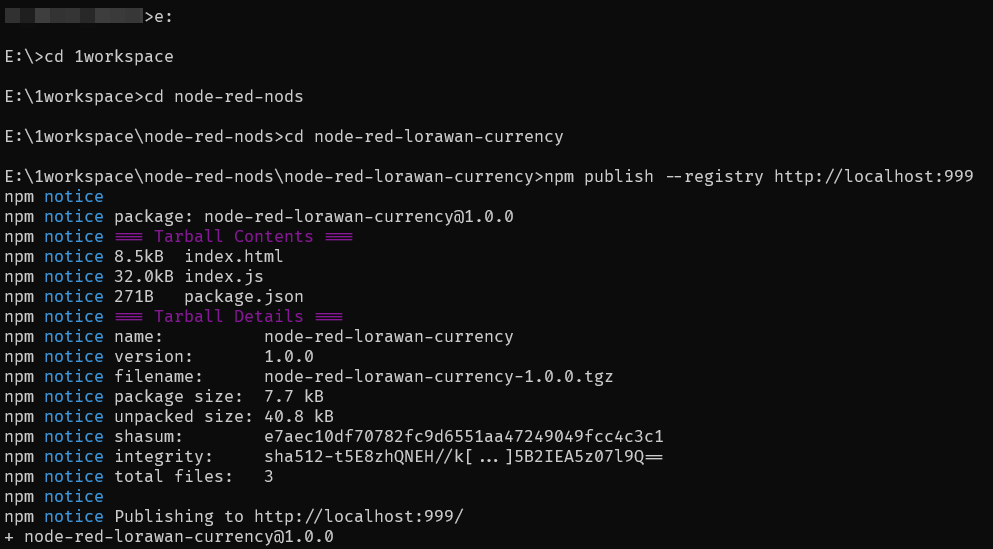 >e:
E:\>cd 1workspace
E:\1workspace>cd node-red-nods
E:\1workspace\node-red-nods>cd node-red-lorawan-currency
E:\1workspace\node-red-nods\node-red-lorawan-currency>npm publish --registry http://localhost:999
npm notice
npm notice package: node-red-lorawan-currency@1.0.0
npm notice === Tarball Contents ===
npm notice 8.5kB  index.html
npm notice 32.0kB index.js
npm notice 271B   package.json
npm notice === Tarball Details ===
npm notice name:          node-red-lorawan-currency
npm notice version:       1.0.0
npm notice filename:      node-red-lorawan-currency-1.0.0.tgz
npm notice package size:  7.7 kB
npm notice unpacked size: 40.8 kB
npm notice shasum:        e7aec10df70782fc9d6551aa47249049fcc4c3c1
npm notice integrity:     sha512-t5E8zhQNEH//k[...]5B2IEA5z07l9Q==
npm notice total files:   3
npm notice
npm notice Publishing to http://localhost:999/
+ node-red-lorawan-currency@1.0.0